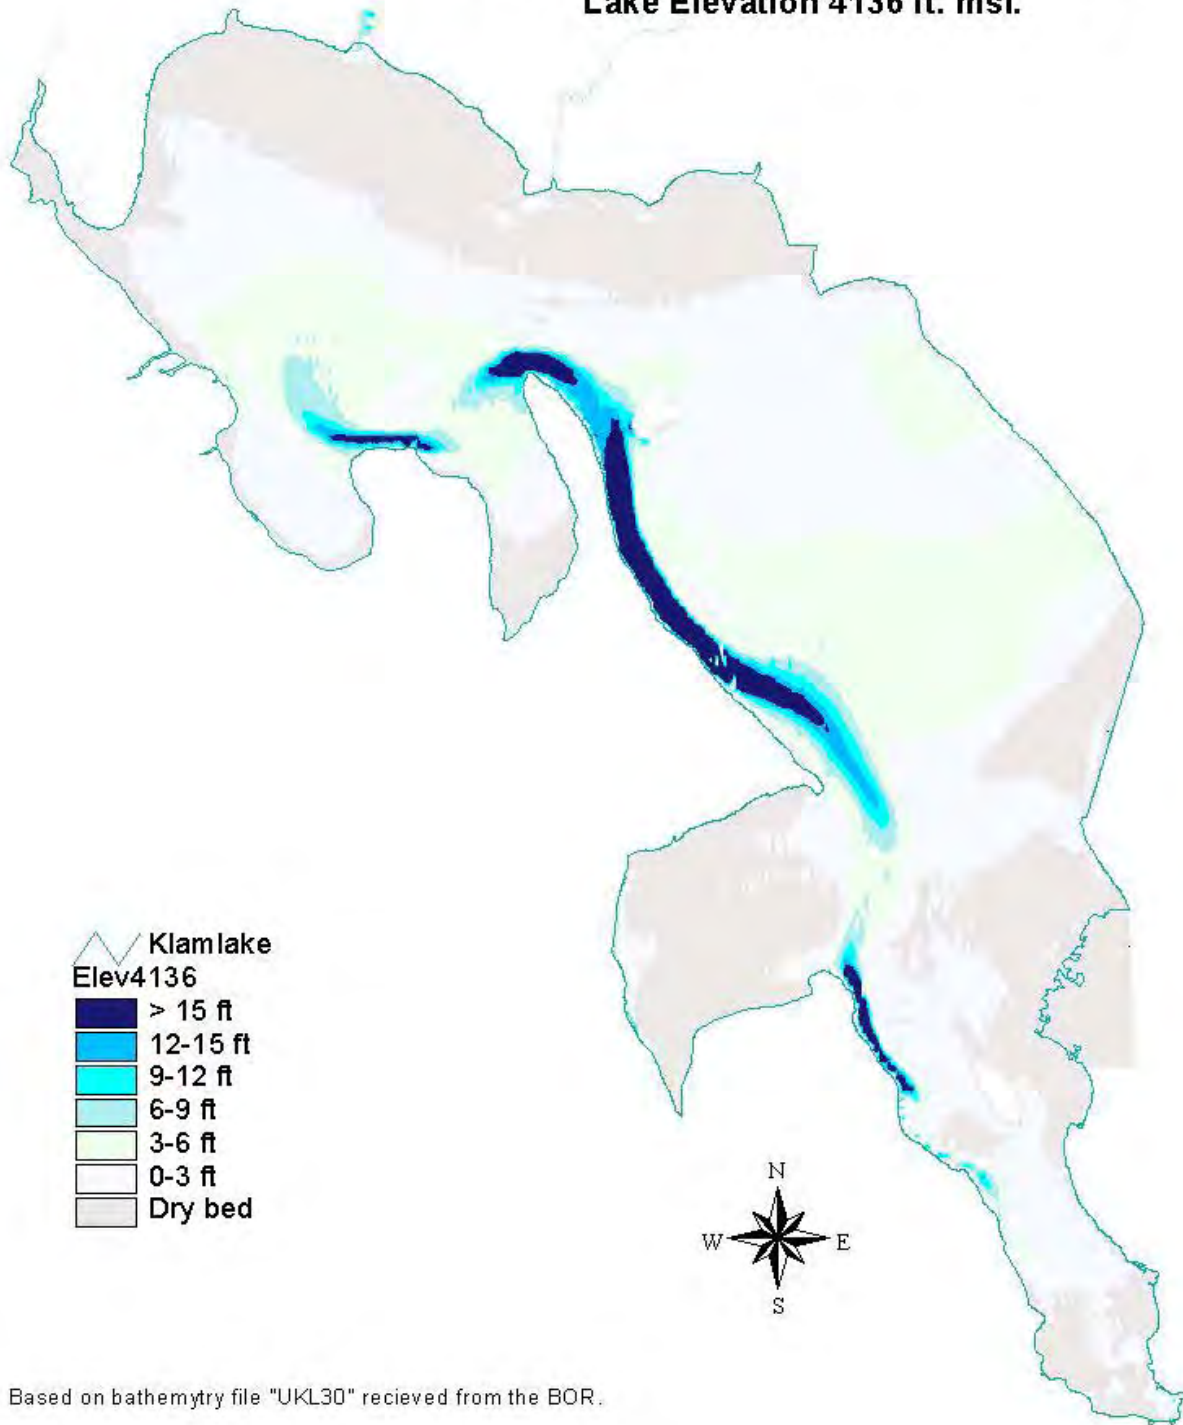 Lake Elevation 4136 ft. msl.
Klamlake
Elev4136
> 15 ft
12-15 ft
9-12 ft
6-9 ft
3-6 ft
0-3 ft
Dry bed
N
W E
S
Based on bathemytry file "UKL30" recieved from the BOR.